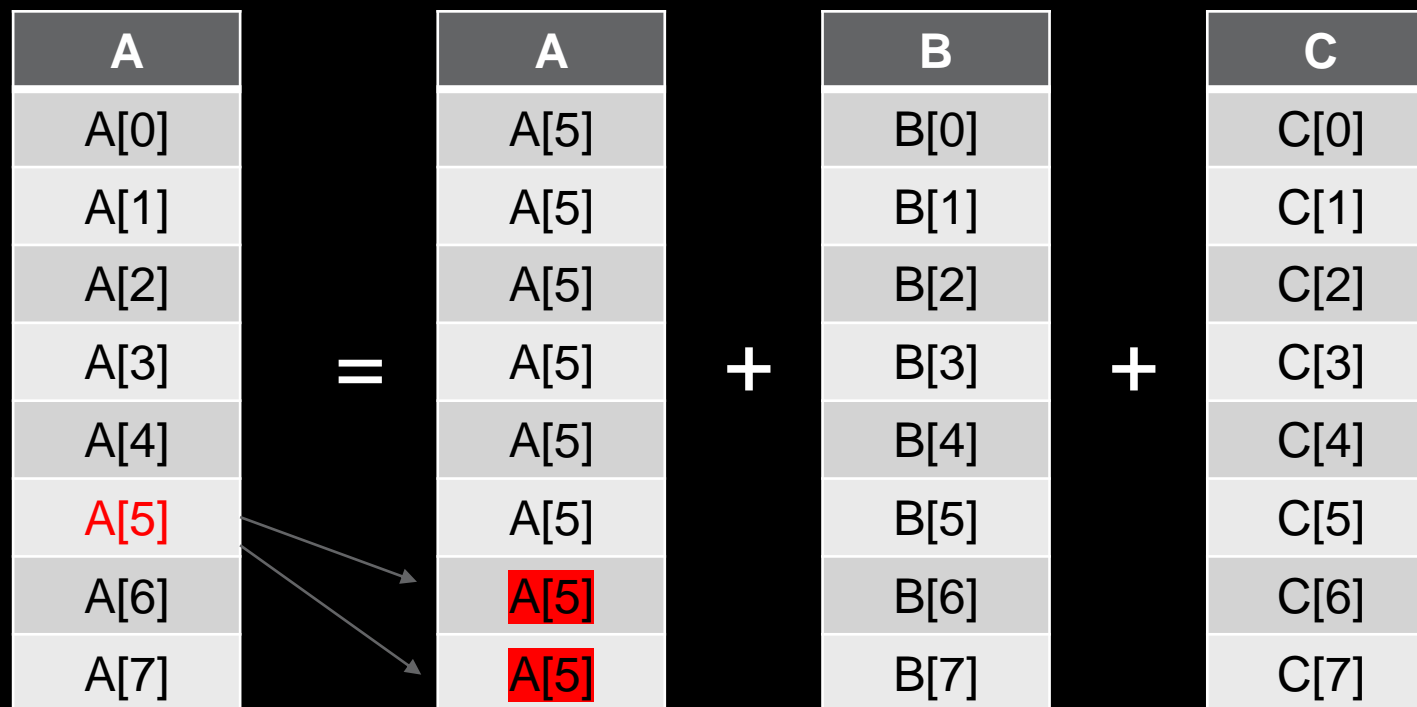 A A B C
A[0] A[5] B[0] C[0]
A[1] A[5] B[1] C[1]
A[2] A[5] B[2] C[2]
A[3] = A[5] + B[3] + C[3]
A[4] A[5] B[4] C[4]
A[5] A[5] B[5] C[5]
A[6] A[5] B[6] C[6]
A[7] A[5] B[7] C[7]